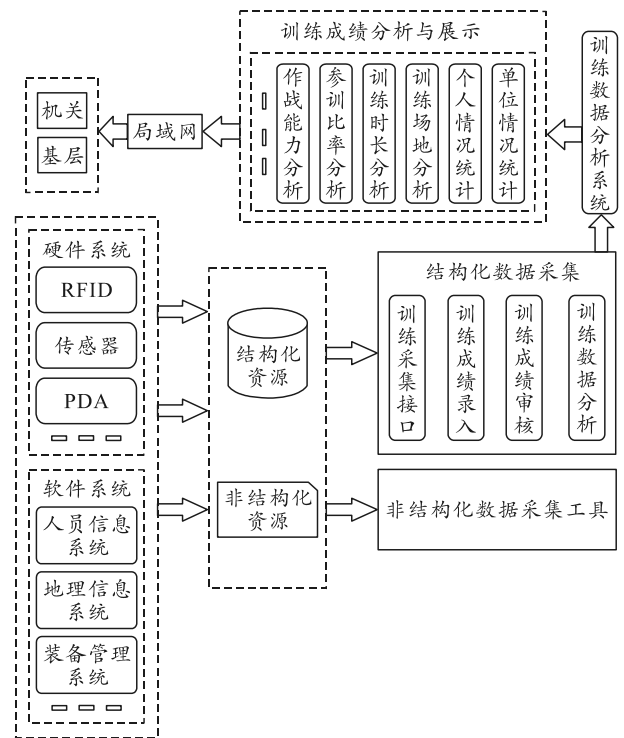 训练成绩分析与展示
作战能力分析
参训比率分析
训练时长分析
训练场地分析
个人情况统计
单位情况统计
训练数据分析系统
机关
基层
局域网
硬件系统
RFID
传感器
PDA
软件系统
人员信息
系统
地理信息
系统
装备管理
系统
结构化
资源
非结构化
资源
结构化数据采集
训练采集接口
训练成绩录入
训练成绩审核
训练数据分析
非结构化数据采集工具